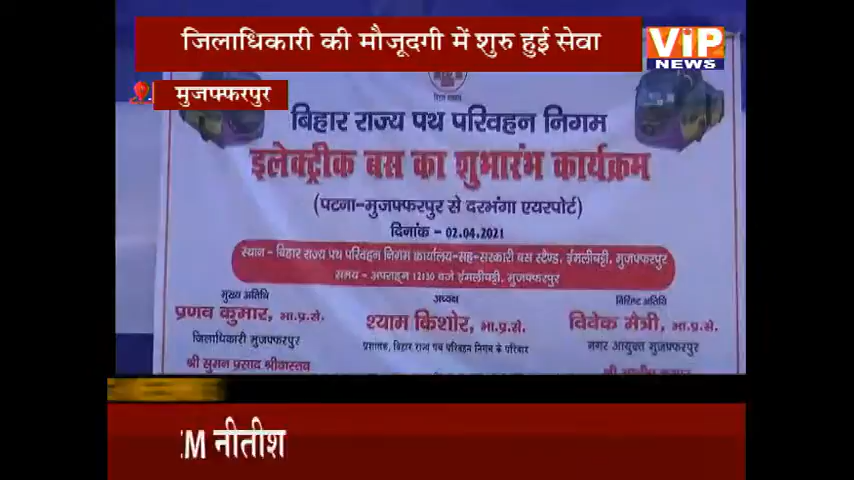 जिलाधिकारी की मौजूदगी में शुरु हुई सेवा
VIP
NEWS
मुजफ्फरपुर
बिहार राज्य पथ परिवहन निगम
इलेक्ट्रीक बस का शुभारंभ कार्यक्रम
(पटना-मुजफ्फरपुर से दरभंगा एयरपोर्ट)
दिनांक - 02.04.2021
स्थान - बिहार राज्य पथ परिवहन निगम कार्यालय-सह-सरकारी बस स्टैण्ड, ईमलीचट्टी, मुजफ्फरपुर
समय - अपराह्न 12:30 बजे ईमलीचट्टी, मुजफ्फरपुर
मुख्य अतिथि
प्रणव कुमार, भा.प्र.से.
जिलाधिकारी मुजफ्फरपुर
श्री सुमन प्रसाद श्रीवास्तव
अध्यक्ष
श्याम किशोर, भा.प्र.से.
प्रशासक, बिहार राज्य पथ परिवहन निगम के परिवार
विशिष्ट अतिथि
विवेक मैत्री, भा.प्र.से.
नगर आयुक्त मुजफ्फरपुर
CM नीतीश